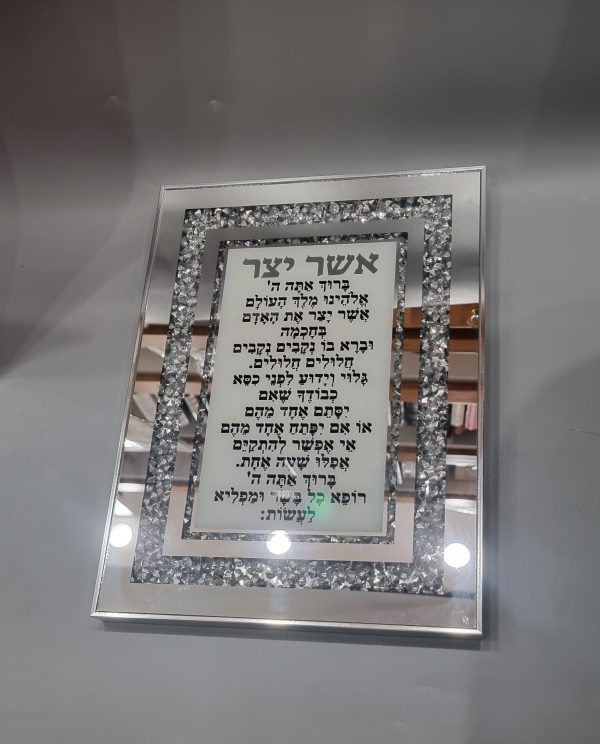 אשר יצר
בָּרוּךְ אַתָּה ה'
אֱלֹהֵינוּ מֶלֶךְ הָעוֹלָם
אֲשֶׁר יָצַר אֶת הָאָדָם
בְּחָכְמָה
וּבָרָא בוֹ נְקָבִים נְקָבִים
חֲלוּלִים חֲלוּלִים.
גָּלוּי וְיָדוּעַ לִפְנֵי כִסֵּא
כְבוֹדֶךָ שֶׁאִם
יִסָּתֵם אֶחָד מֵהֶם
אוֹ אִם יִפָּתֵחַ אֶחָד מֵהֶם
אִי אֶפְשַׁר לְהִתְקַיֵּם
אֲפִלּוּ שָׁעָה אֶחָת.
בָּרוּךְ אַתָּה ה'
רוֹפֵא כָל בָּשָׂר וּמַפְלִיא
לַעֲשׂוֹת: